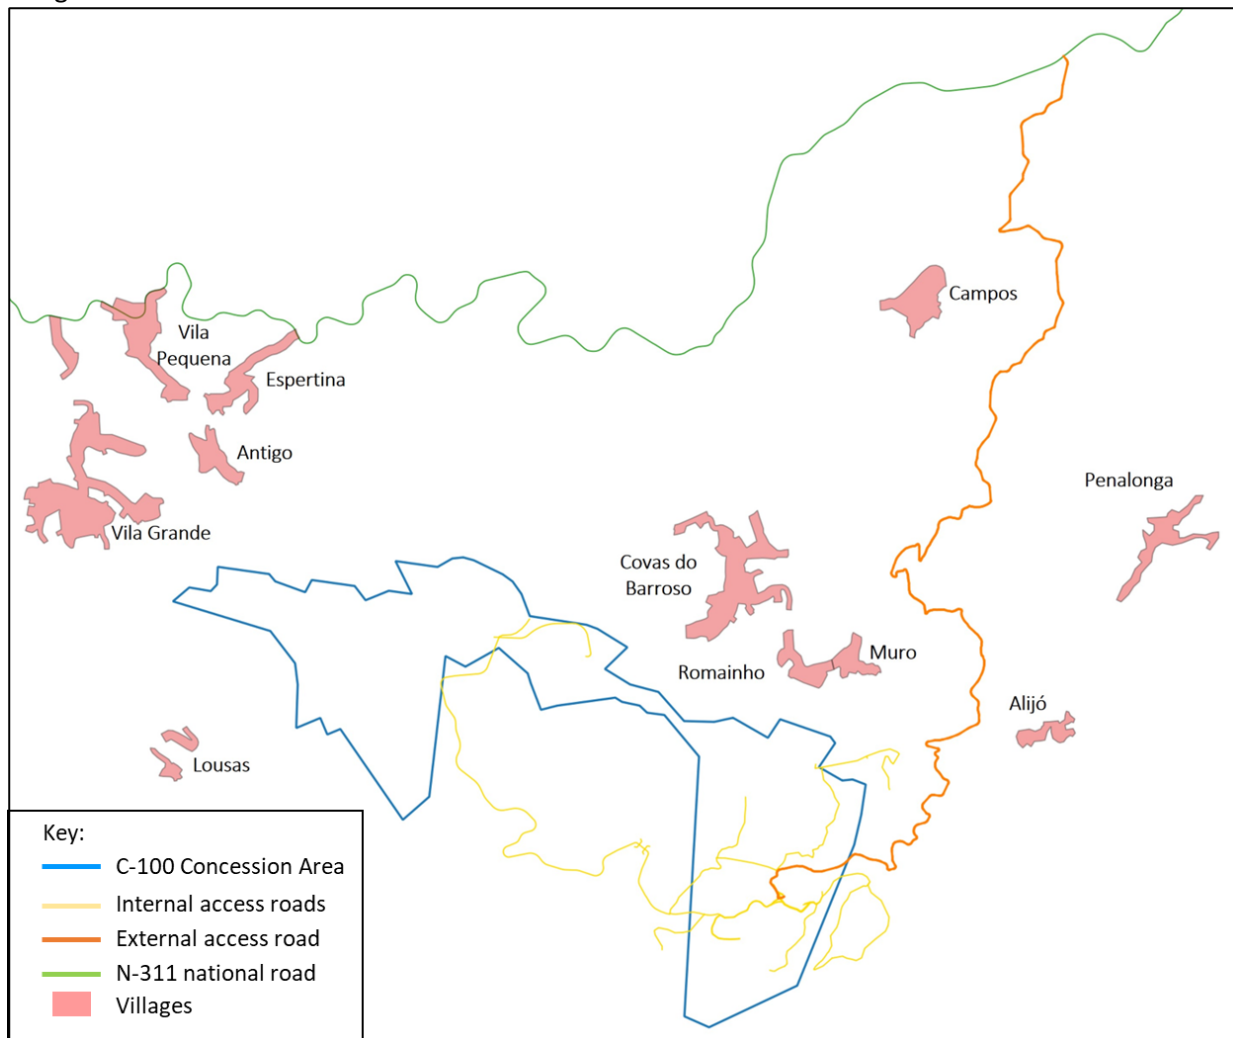 Campos
Vila
Pequena
Espertina
Antigo
Penalonga
Vila Grande
Covas do
Barroso
Muro
Romainho
Alijó
Lousas
Key:
C-100 Concession Area
Internal access roads
External access road
N-311 national road
Villages